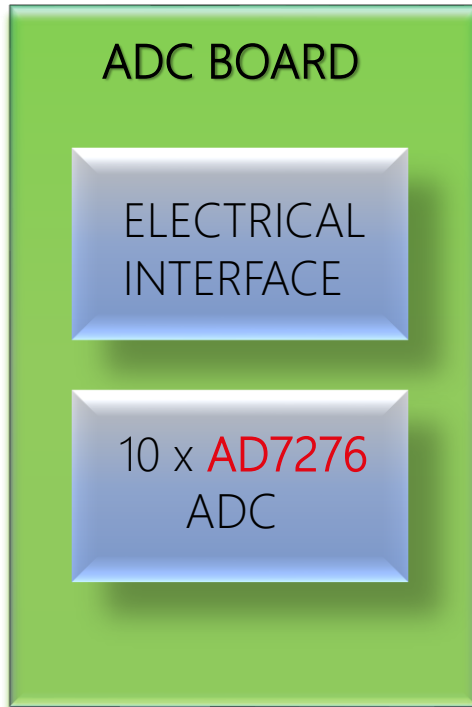 ADC BOARD
ELECTRICAL
INTERFACE
10 x AD7276
ADC